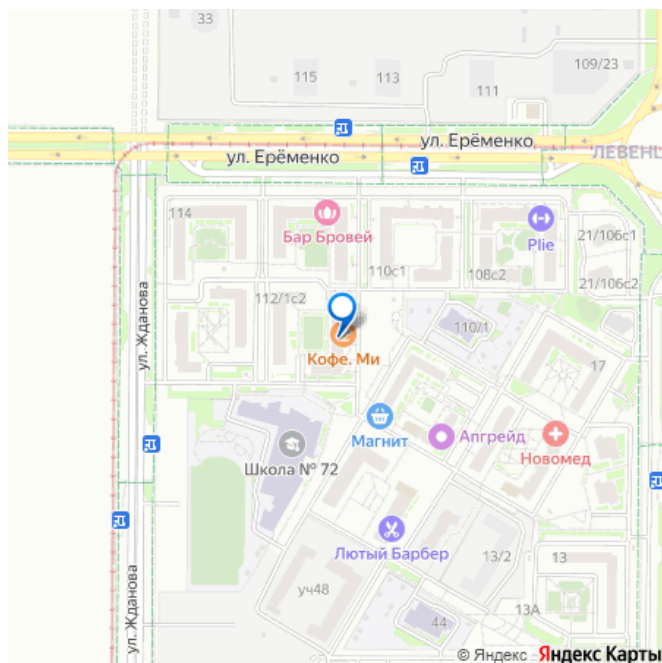 33
115
113
111
109/23
ул. Ерёменко
ул. Ерёменко
ЛЕВЕНЦ
114
Бар Бровей
110с1
108с2
Plie
21/106с1
21/106с2
ул. Жданова
112/1с2
Кофе. Ми
110/1
17
Магнит
Апгрейд
Новомед
Школа № 72
Лютый Барбер
13/2
13
уч48
13А
44
ул. Жданова
© Яндекс Яндекс Карты